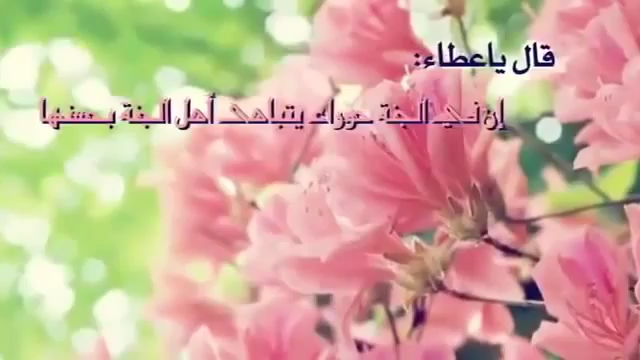 قال ياعطاء:
إن في الجنة حوراء يتباهى أهل الجنة بحسنها